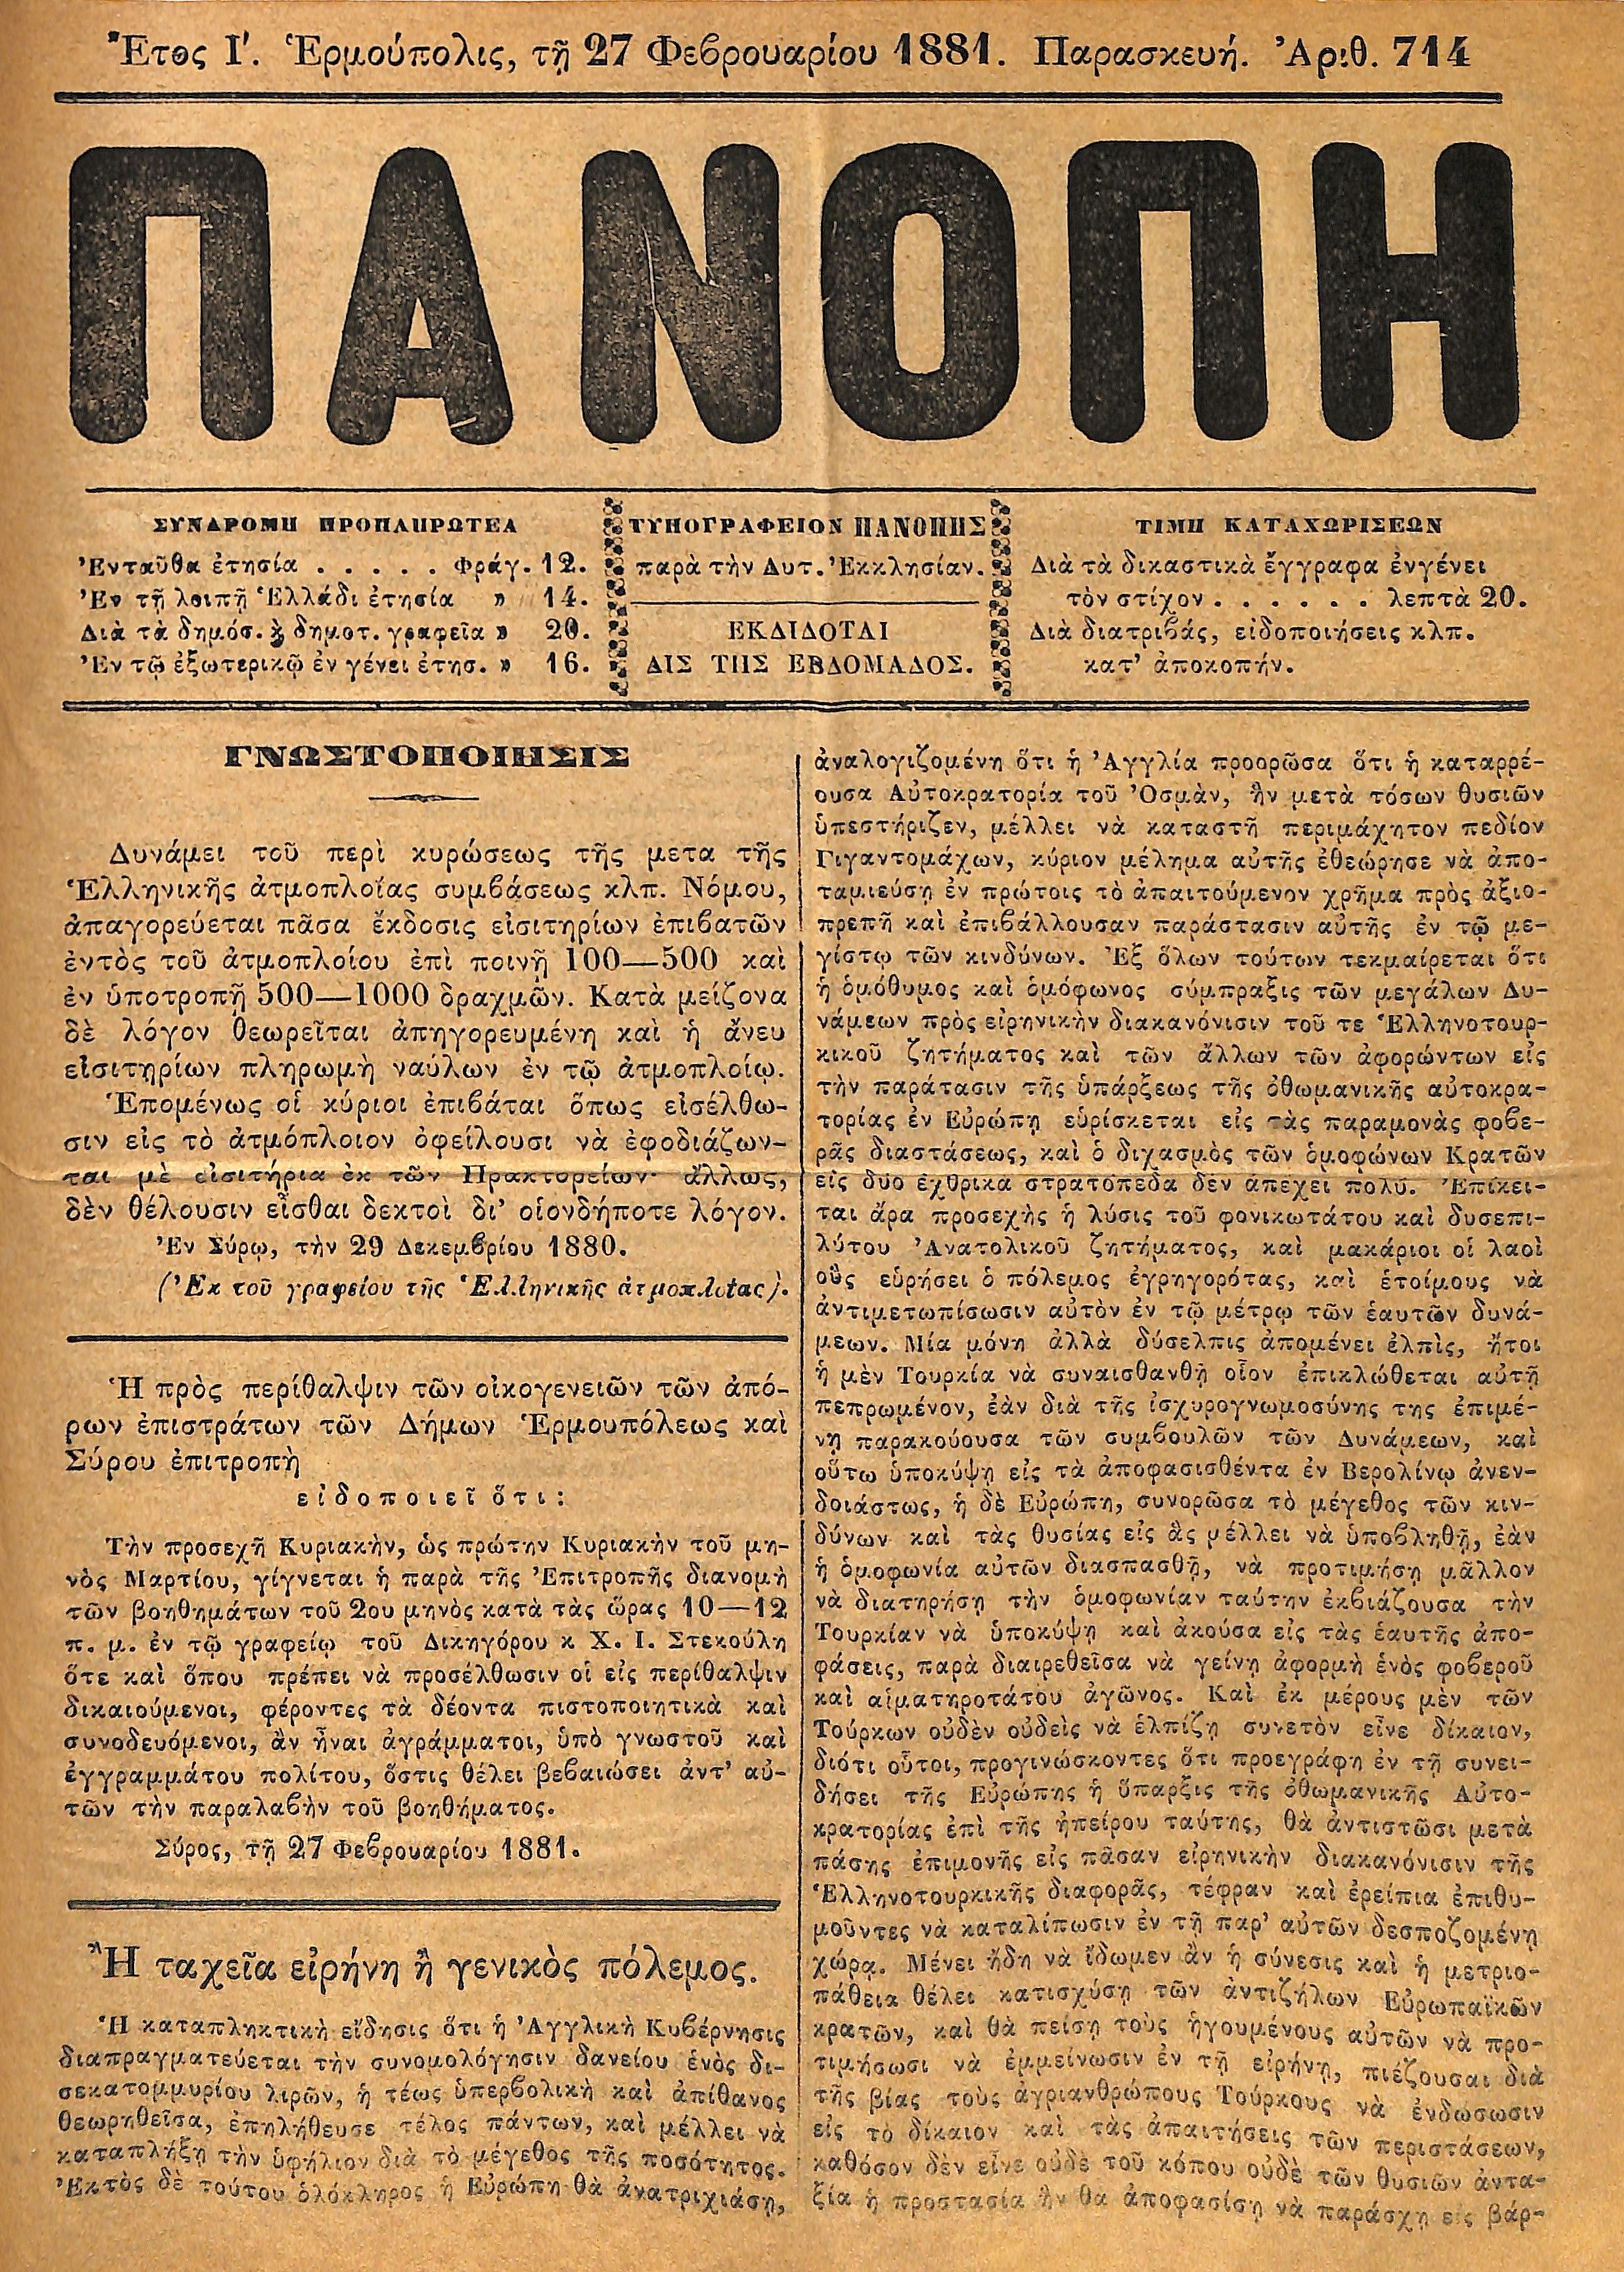 Ἔτος Ι΄. Ἑρμούπολις, τῇ 27 Φεβρουαρίου 1881. Παρασκευή. Ἀριθ. 714
ΠΑΝΟΠΗ
ΣΥΝΔΡΟΜΗ ΠΡΟΠΛΗΡΩΤΕΑ
Ἐνταῦθα ἐτησία . . . . . Φράγ. 12.
Ἐν τῇ λοιπῇ Ἑλλάδι ἐτησία » 14.
Διὰ τὰ δημόσ. ϗ δημοτ. γραφεῖα » 20.
Ἐν τῷ ἐξωτερικῷ ἐν γένει ἐτησ. » 16.
ΤΥΠΟΓΡΑΦΕΙΟΝ ΠΑΝΟΠΗΣ
παρὰ τὴν Δυτ. Ἐκκλησίαν.
ΕΚΔΙΔΟΤΑΙ
ΔΙΣ ΤΗΣ ΕΒΔΟΜΑΔΟΣ.
ΤΙΜΗ ΚΑΤΑΧΩΡΙΣΕΩΝ
Διὰ τὰ δικαστικὰ ἔγγραφα ἐνγένει
τὸν στίχον . . . . . . λεπτὰ 20.
Διὰ διατριβάς, εἰδοποιήσεις κλπ.
κατ' ἀποκοπήν.
ΓΝΩΣΤΟΠΟΙΗΣΙΣ
Δυνάμει τοῦ περὶ κυρώσεως τῆς μετα τῆς
Ἑλληνικῆς ἀτμοπλοΐας συμβάσεως κλπ. Νόμου,
ἀπαγορεύεται πᾶσα ἔκδοσις εἰσιτηρίων ἐπιβατῶν
ἐντὸς τοῦ ἀτμοπλοίου ἐπὶ ποινῇ 100—500 καὶ
ἐν ὑποτροπῇ 500—1000 δραχμῶν. Κατὰ μείζονα
δὲ λόγον θεωρεῖται ἀπηγορευμένη καὶ ἡ ἄνευ
εἰσιτηρίων πληρωμὴ ναύλων ἐν τῷ ἀτμοπλοίῳ.
Ἑπομένως οἱ κύριοι ἐπιβάται ὅπως εἰσέλθω-
σιν εἰς τὸ ἀτμόπλοιον ὀφείλουσι νὰ ἐφοδιάζων-
ται μὲ εἰσιτήρια ἐκ τῶν Πρακτορείων· ἄλλως,
δὲν θέλουσιν εἶσθαι δεκτοὶ δι' οἱονδήποτε λόγον.
Ἐν Σύρῳ, τὴν 29 Δεκεμβρίου 1880.
(Ἐκ τοῦ γραφείου τῆς Ἑλληνικῆς ἀτμοπλοΐας).
Ἡ πρὸς περίθαλψιν τῶν οἰκογενειῶν τῶν ἀπό-
ρων ἐπιστράτων τῶν Δήμων Ἑρμουπόλεως καὶ
Σύρου ἐπιτροπὴ
εἰδοποιεῖ ὅτι:
Τὴν προσεχῆ Κυριακὴν, ὡς πρώτην Κυριακὴν τοῦ μη-
νὸς Μαρτίου, γίγνεται ἡ παρὰ τῆς Ἐπιτροπῆς διανομὴ
τῶν βοηθημάτων τοῦ 2ου μηνὸς κατὰ τὰς ὥρας 10—12
π. μ. ἐν τῷ γραφείῳ τοῦ Δικηγόρου κ Χ. Ι. Στεκούλη
ὅτε καὶ ὅπου πρέπει νὰ προσέλθωσιν οἱ εἰς περίθαλψιν
δικαιούμενοι, φέροντες τὰ δέοντα πιστοποιητικὰ καὶ
συνοδευόμενοι, ἂν ἦναι ἀγράμματοι, ὑπὸ γνωστοῦ καὶ
ἐγγραμμάτου πολίτου, ὅστις θέλει βεβαιώσει ἀντ' αὐ-
τῶν τὴν παραλαβὴν τοῦ βοηθήματος.
Σύρος, τῇ 27 Φεβρουαρίου 1881.
Ἢ ταχεῖα εἰρήνη ἢ γενικὸς πόλεμος.
Ἡ καταπληκτικὴ εἴδησις ὅτι ἡ Ἀγγλικὴ Κυβέρνησις
διαπραγματεύεται τὴν συνομολόγησιν δανείου ἑνὸς δι-
σεκατομμυρίου λιρῶν, ἡ τέως ὑπερβολικὴ καὶ ἀπίθανος
θεωρηθεῖσα, ἐπηλήθευσε τέλος πάντων, καὶ μέλλει νὰ
καταπλήξῃ τὴν ὑφήλιον διὰ τὸ μέγεθος τῆς ποσότητος.
Ἐκτὸς δὲ τούτου ὁλόκληρος ἡ Εὐρώπη θὰ ἀνατριχιάσῃ,
ἀναλογιζομένη ὅτι ἡ Ἀγγλία προορῶσα ὅτι ἡ καταρρέ-
ουσα Αὐτοκρατορία τοῦ Ὀσμὰν, ἣν μετὰ τόσων θυσιῶν
ὑπεστήριζεν, μέλλει νὰ καταστῇ περιμάχητον πεδίον
Γιγαντομάχων, κύριον μέλημα αὐτῆς ἐθεώρησε νὰ ἀπο-
ταμιεύσῃ ἐν πρώτοις τὸ ἀπαιτούμενον χρῆμα πρὸς ἀξιο-
πρεπῆ καὶ ἐπιβάλλουσαν παράστασιν αὐτῆς ἐν τῷ με-
γίστῳ τῶν κινδύνων. Ἐξ ὅλων τούτων τεκμαίρεται ὅτι
ἡ ὁμόθυμος καὶ ὁμόφωνος σύμπραξις τῶν μεγάλων Δυ-
νάμεων πρὸς εἰρηνικὴν διακανόνισιν τοῦ τε Ἑλληνοτουρ-
κικοῦ ζητήματος καὶ τῶν ἄλλων τῶν ἀφορώντων εἰς
τὴν παράτασιν τῆς ὑπάρξεως τῆς ὀθωμανικῆς αὐτοκρα-
τορίας ἐν Εὐρώπῃ εὑρίσκεται εἰς τὰς παραμονὰς φοβε-
ρᾶς διαστάσεως, καὶ ὁ διχασμὸς τῶν ὁμοφώνων Κρατῶν
εἰς δύο ἐχθρικὰ στρατόπεδα δὲν ἀπέχει πολύ. Ἐπίκει-
ται ἄρα προσεχὴς ἡ λύσις τοῦ φονικωτάτου καὶ δυσεπι-
λύτου Ἀνατολικοῦ ζητήματος, καὶ μακάριοι οἱ λαοὶ
οὓς εὑρήσει ὁ πόλεμος ἐγρηγορότας, καὶ ἑτοίμους νὰ
ἀντιμετωπίσωσιν αὐτὸν ἐν τῷ μέτρῳ τῶν ἑαυτῶν δυνά-
μεων. Μία μόνη ἀλλὰ δύσελπις ἀπομένει ἐλπὶς, ἤτοι
ἡ μὲν Τουρκία νὰ συναισθανθῇ οἷον ἐπικλώθεται αὐτῇ
πεπρωμένον, ἐὰν διὰ τῆς ἰσχυρογνωμοσύνης της ἐπιμέ-
νῃ παρακούουσα τῶν συμβουλῶν τῶν Δυνάμεων, καὶ
οὕτω ὑποκύψῃ εἰς τὰ ἀποφασισθέντα ἐν Βερολίνῳ ἀνεν-
δοιάστως, ἡ δὲ Εὐρώπη, συνορῶσα τὸ μέγεθος τῶν κιν-
δύνων καὶ τὰς θυσίας εἰς ἃς μέλλει νὰ ὑποβληθῇ, ἐὰν
ἡ ὁμοφωνία αὐτῶν διασπασθῇ, νὰ προτιμήσῃ μᾶλλον
νὰ διατηρήσῃ τὴν ὁμοφωνίαν ταύτην ἐκβιάζουσα τὴν
Τουρκίαν νὰ ὑποκύψῃ καὶ ἀκούσα εἰς τὰς ἑαυτῆς ἀπο-
φάσεις, παρὰ διαιρεθεῖσα νὰ γείνῃ ἀφορμὴ ἑνὸς φοβεροῦ
καὶ αἱματηροτάτου ἀγῶνος. Καὶ ἐκ μέρους μὲν τῶν
Τούρκων οὐδὲν οὐδεὶς νὰ ἐλπίζῃ συνετὸν εἶνε δίκαιον,
διότι οὗτοι, προγινώσκοντες ὅτι προεγράφη ἐν τῇ συνει-
δήσει τῆς Εὐρώπης ἡ ὕπαρξις τῆς ὀθωμανικῆς Αὐτο-
κρατορίας ἐπὶ τῆς ἠπείρου ταύτης, θὰ ἀντιστῶσι μετὰ
πάσης ἐπιμονῆς εἰς πᾶσαν εἰρηνικὴν διακανόνισιν τῆς
Ἑλληνοτουρκικῆς διαφορᾶς, τέφραν καὶ ἐρείπια ἐπιθυ-
μοῦντες νὰ καταλίπωσιν ἐν τῇ παρ' αὐτῶν δεσποζομένῃ
χώρᾳ. Μένει ἤδη νὰ ἴδωμεν ἂν ἡ σύνεσις καὶ ἡ μετριο-
πάθεια θέλει κατισχύσῃ τῶν ἀντιζήλων Εὐρωπαϊκῶν
κρατῶν, καὶ θὰ πείσῃ τοὺς ἡγουμένους αὐτῶν νὰ προ-
τιμήσωσι νὰ ἐμμείνωσιν ἐν τῇ εἰρήνῃ, πιέζουσαι διὰ
τῆς βίας τοὺς ἀγριανθρώπους Τούρκους νὰ ἐνδώσωσιν
εἰς τὸ δίκαιον καὶ τὰς ἀπαιτήσεις τῶν περιστάσεων,
καθόσον δὲν εἶνε οὐδὲ τοῦ κόπου οὐδὲ τῶν θυσιῶν ἀντα-
ξία ἡ προστασία ἣν θα ἀποφασίσῃ νὰ παράσχῃ εἰς βάρ-